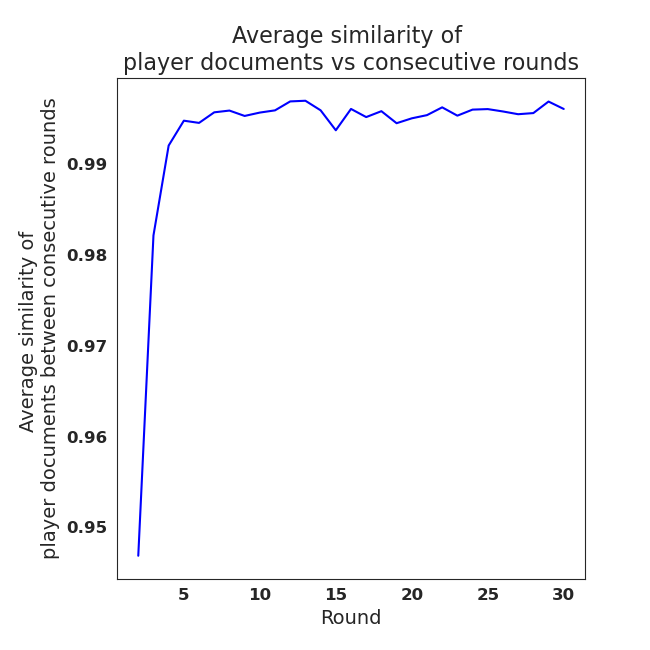 Average similarity of
player documents vs consecutive rounds
Average similarity of
player documents between consecutive rounds
0.99
0.98
0.97
0.96
0.95
5 10 15 20 25 30
Round